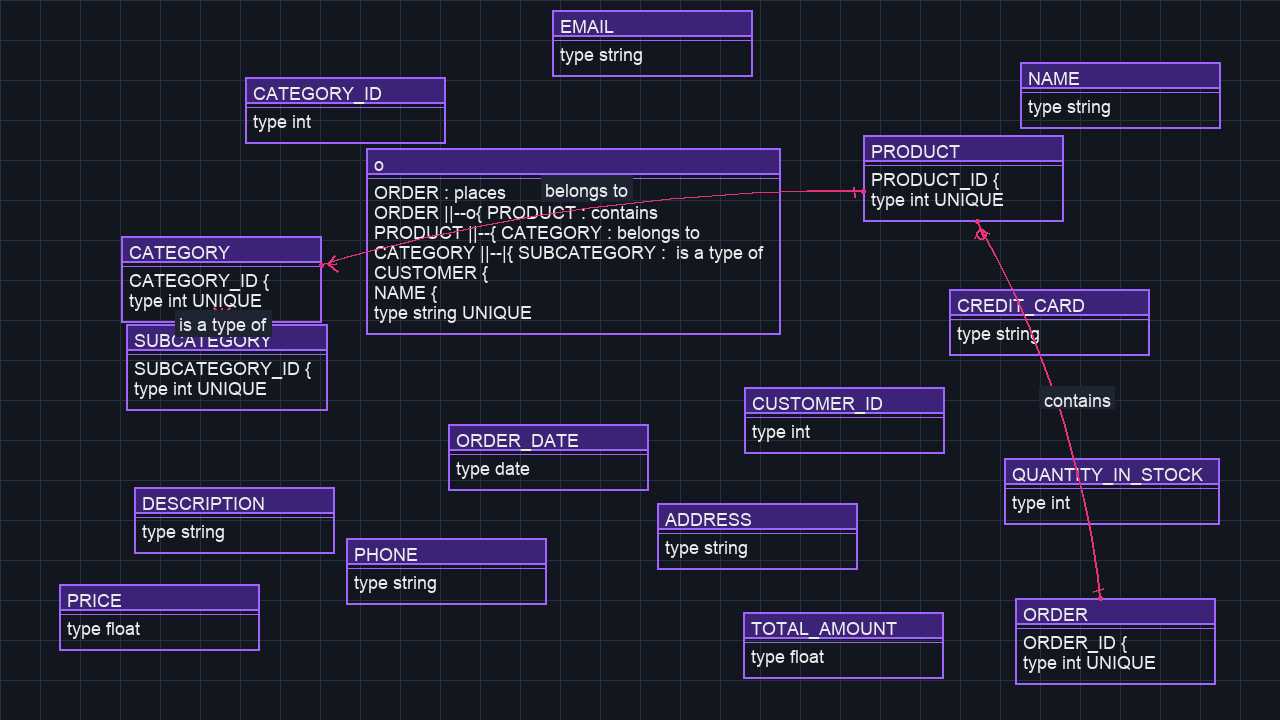 EMAIL
type string
NAME
type string
CATEGORY_ID
type int
PRODUCT
PRODUCT_ID {
type int UNIQUE
o
ORDER : places
ORDER ||--o{ PRODUCT : contains
PRODUCT ||--{ CATEGORY : belongs to
CATEGORY ||--|{ SUBCATEGORY :  is a type of
CUSTOMER {
NAME {
type string UNIQUE
belongs to
CATEGORY
CATEGORY_ID {
type int UNIQUE
is a type of
SUBCATEGORY
SUBCATEGORY_ID {
type int UNIQUE
CREDIT_CARD
type string
contains
CUSTOMER_ID
type int
ORDER_DATE
type date
QUANTITY_IN_STOCK
type int
DESCRIPTION
type string
ADDRESS
type string
PHONE
type string
PRICE
type float
TOTAL_AMOUNT
type float
ORDER
ORDER_ID {
type int UNIQUE